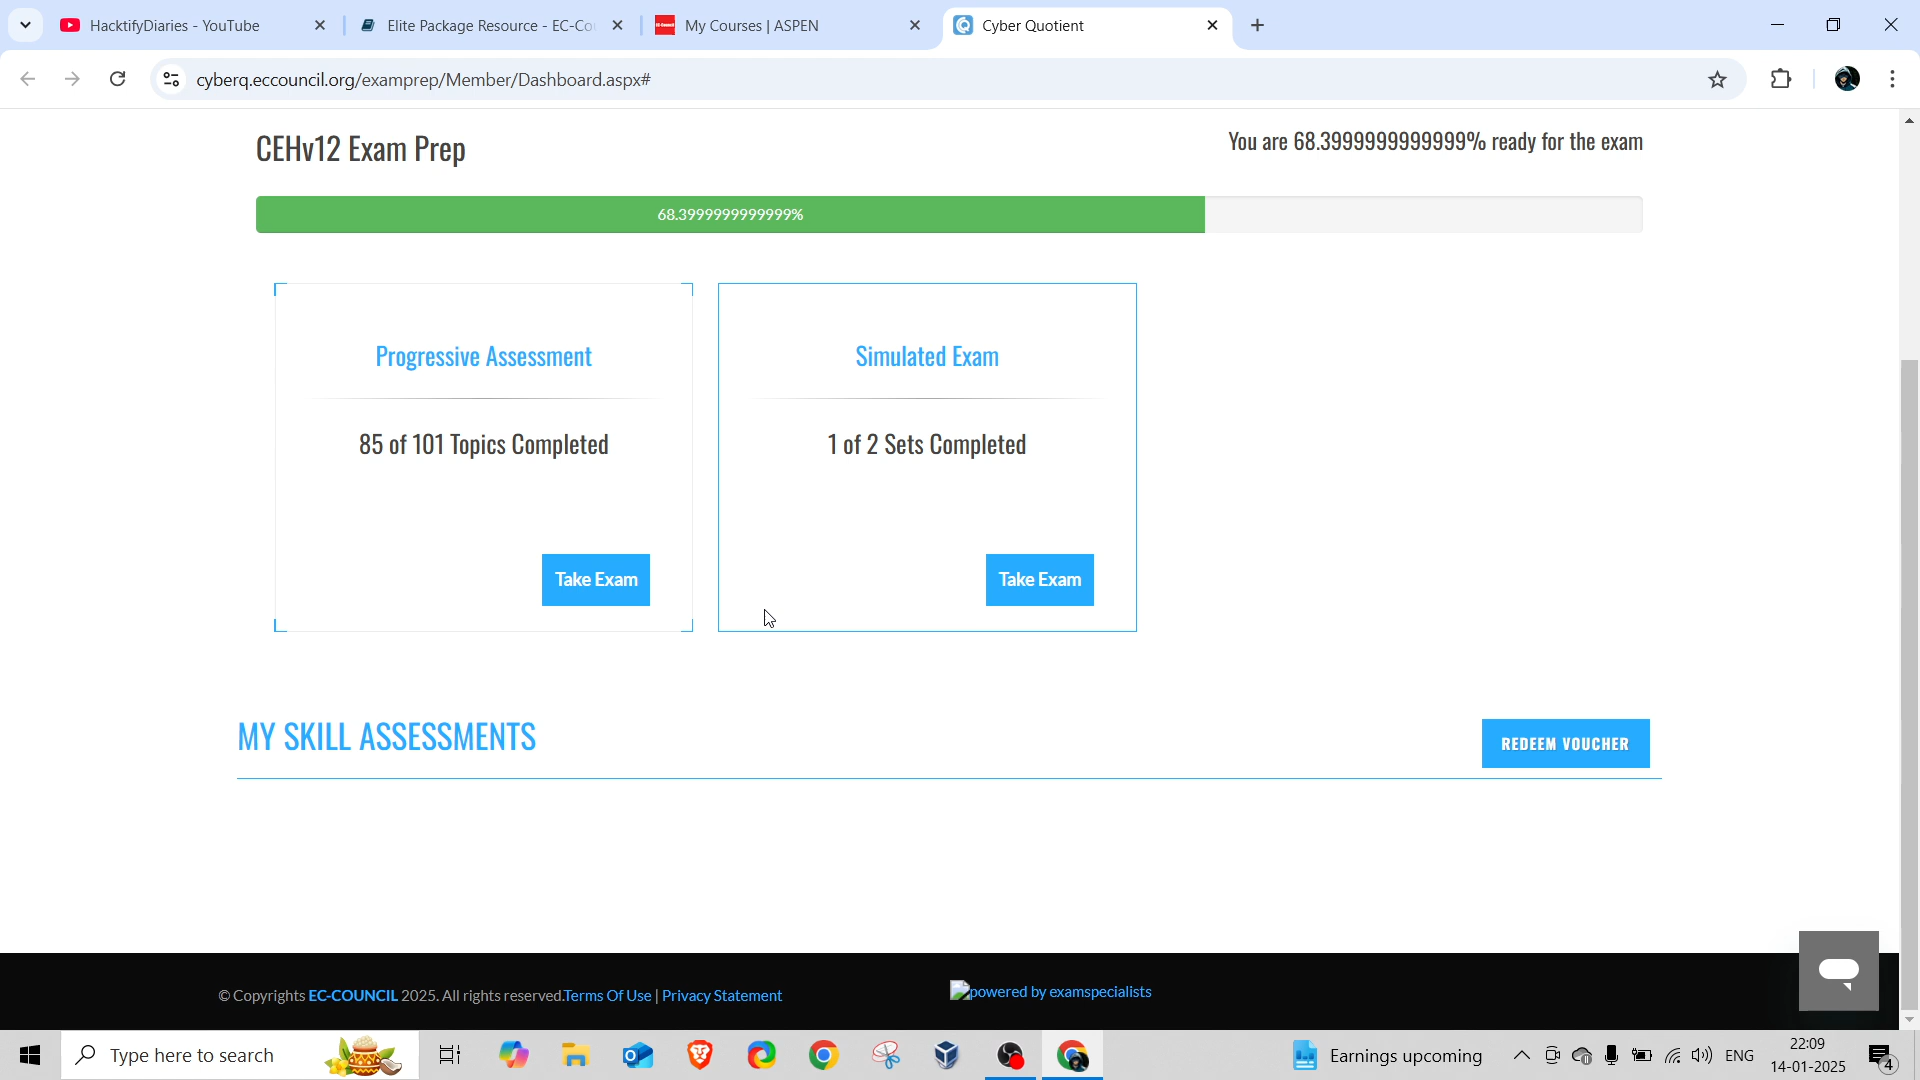 HacktifyDiaries - YouTube
Elite Package Resource - EC-Co
My Courses | ASPEN
Cyber Quotient
cyberq.eccouncil.org/examprep/Member/Dashboard.aspx#
CEHv12 Exam Prep
You are 68.3999999999999% ready for the exam
68.3999999999999%
Progressive Assessment
Simulated Exam
85 of 101 Topics Completed
1 of 2 Sets Completed
Take Exam
Take Exam
MY SKILL ASSESSMENTS
REDEEM VOUCHER
© Copyrights EC-COUNCIL 2025. All rights reserved.Terms Of Use | Privacy Statement
powered by examspecialists
Type here to search
Earnings upcoming
ENG
22:09
14-01-2025
4